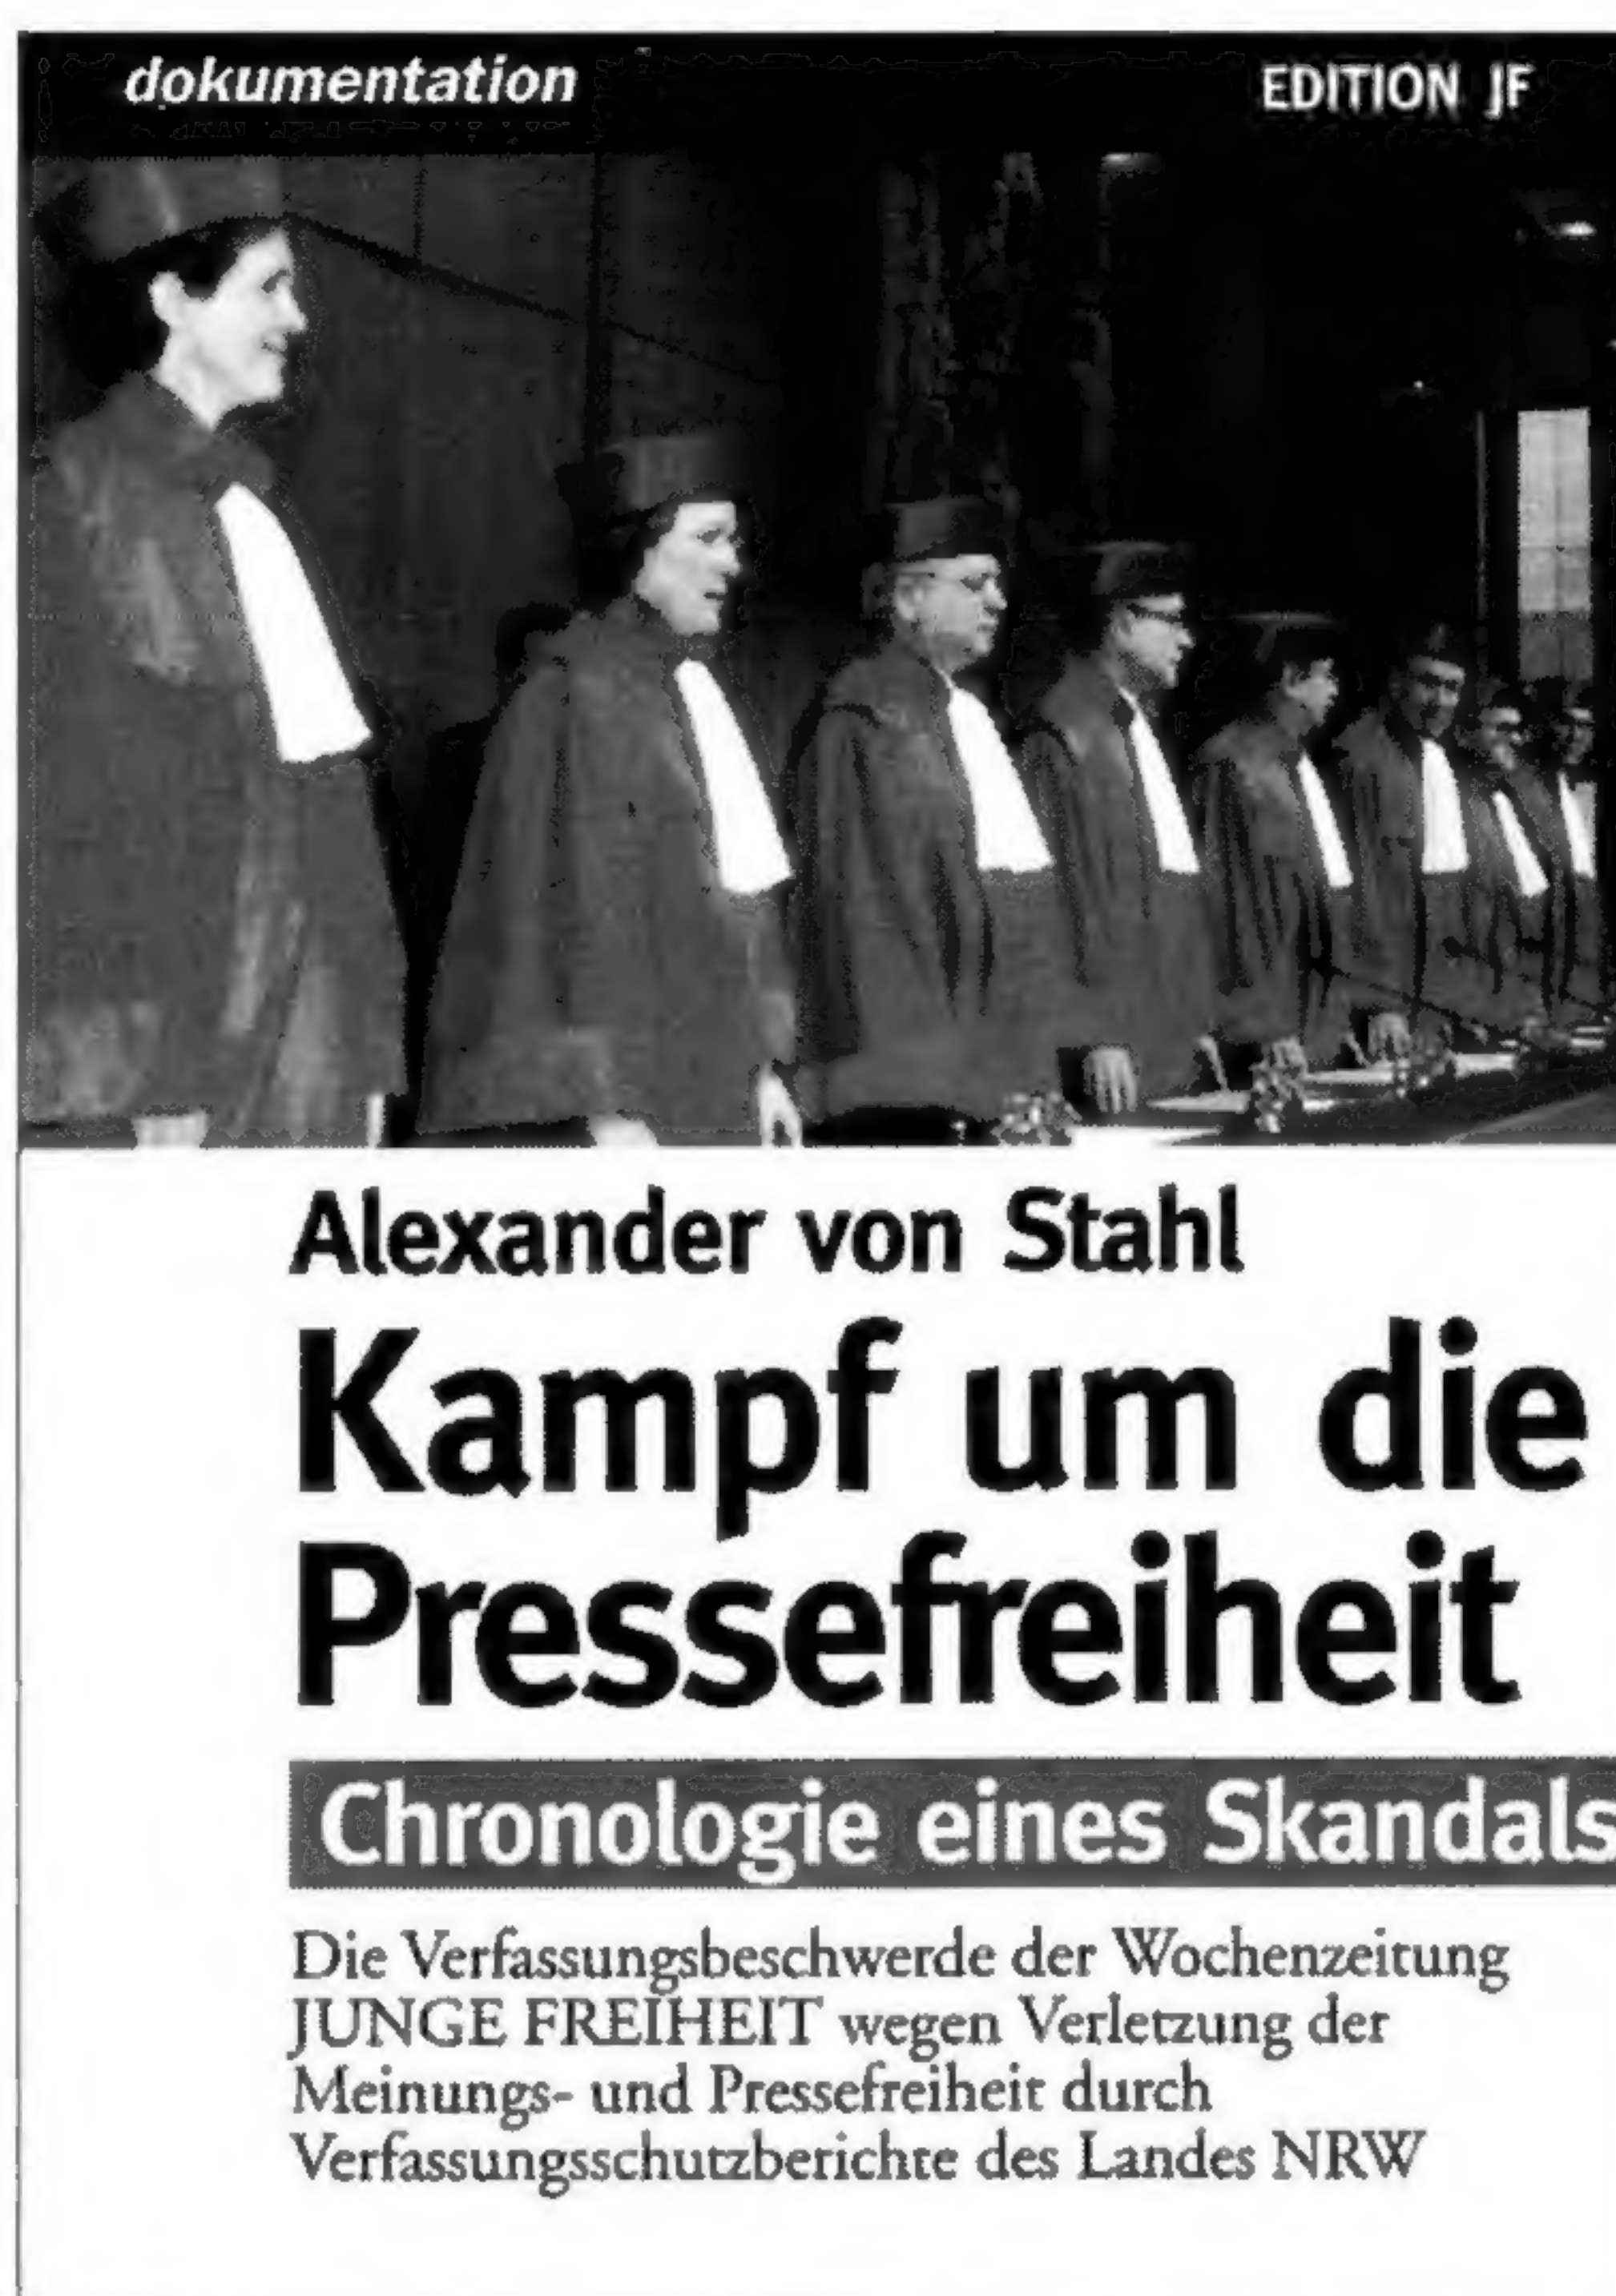 dokumentation
EDITION JF
Alexander von Stahl
Kampf um die
Pressefreiheit
Chronologie eines Skandals
Die Verfassungsbeschwerde der Wochenzeitung
JUNGE FREIHEIT wegen Verletzung der
Meinungs- und Pressefreiheit durch
Verfassungsschutzberichte des Landes NRW